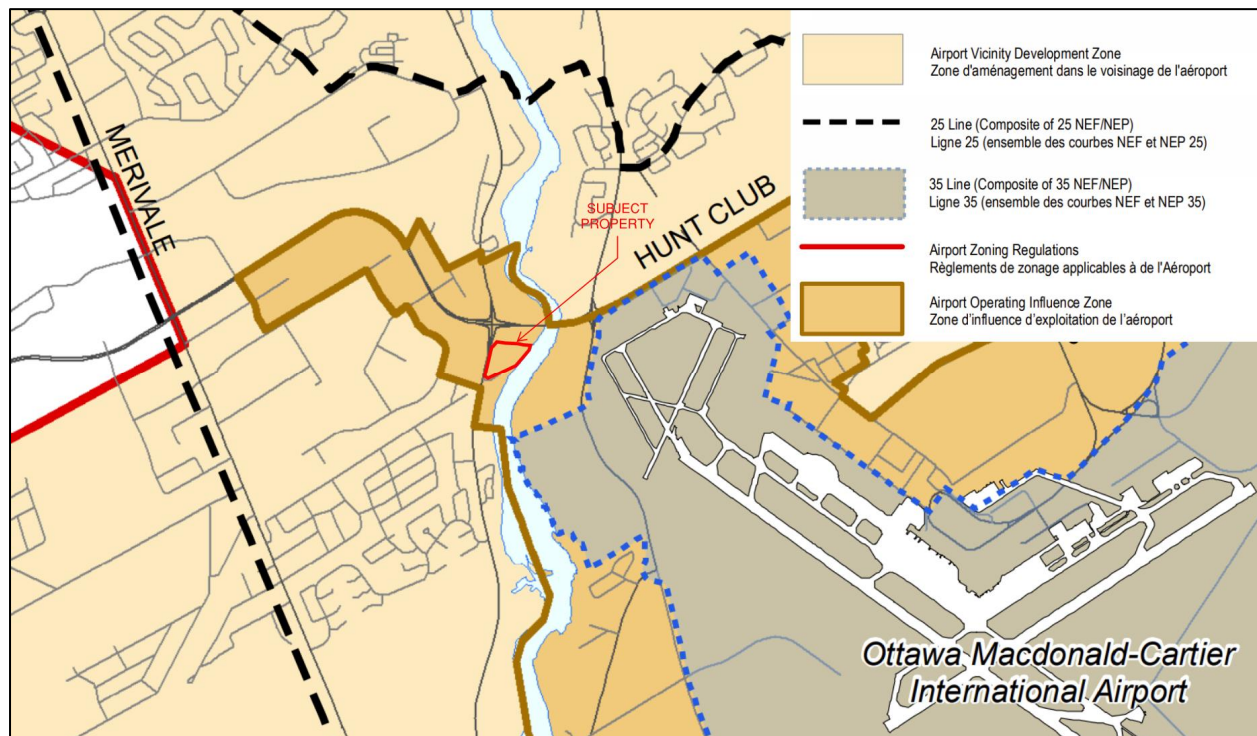 Airport Vicinity Development Zone
Zone d'aménagement dans le voisinage de l'aéroport
25 Line (Composite of 25 NEF/NEP)
Ligne 25 (ensemble des courbes NEF et NEP 25)
35 Line (Composite of 35 NEF/NEP)
Ligne 35 (ensemble des courbes NEF et NEP 35)
Airport Zoning Regulations
Règlements de zonage applicables à de l'Aéroport
Airport Operating Influence Zone
Zone d'influence d'exploitation de l'aéroport
MERIVALE
SUBJECT
PROPERTY
HUNT CLUB
Ottawa Macdonald-Cartier
International Airport